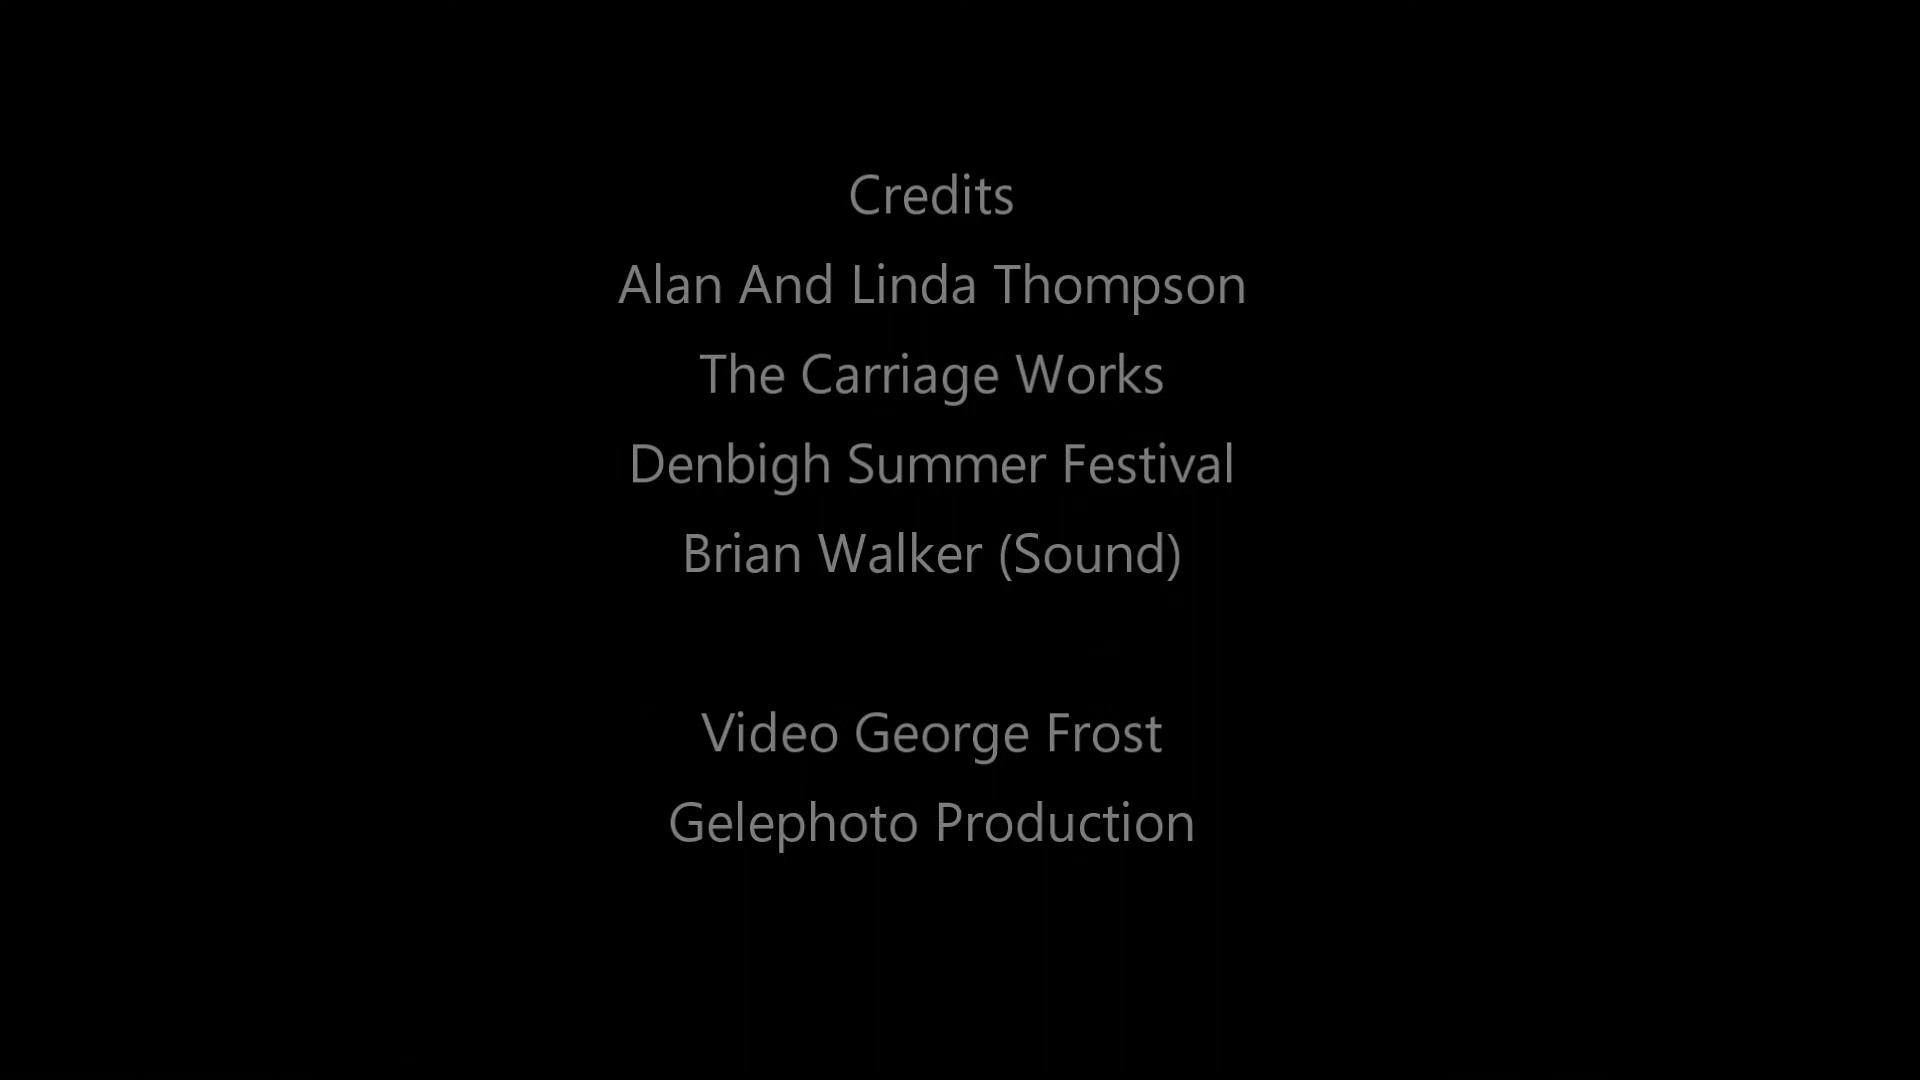 Credits
Alan And Linda Thompson
The Carriage Works
Denbigh Summer Festival
Brian Walker (Sound)
Video George Frost
Gelephoto Production